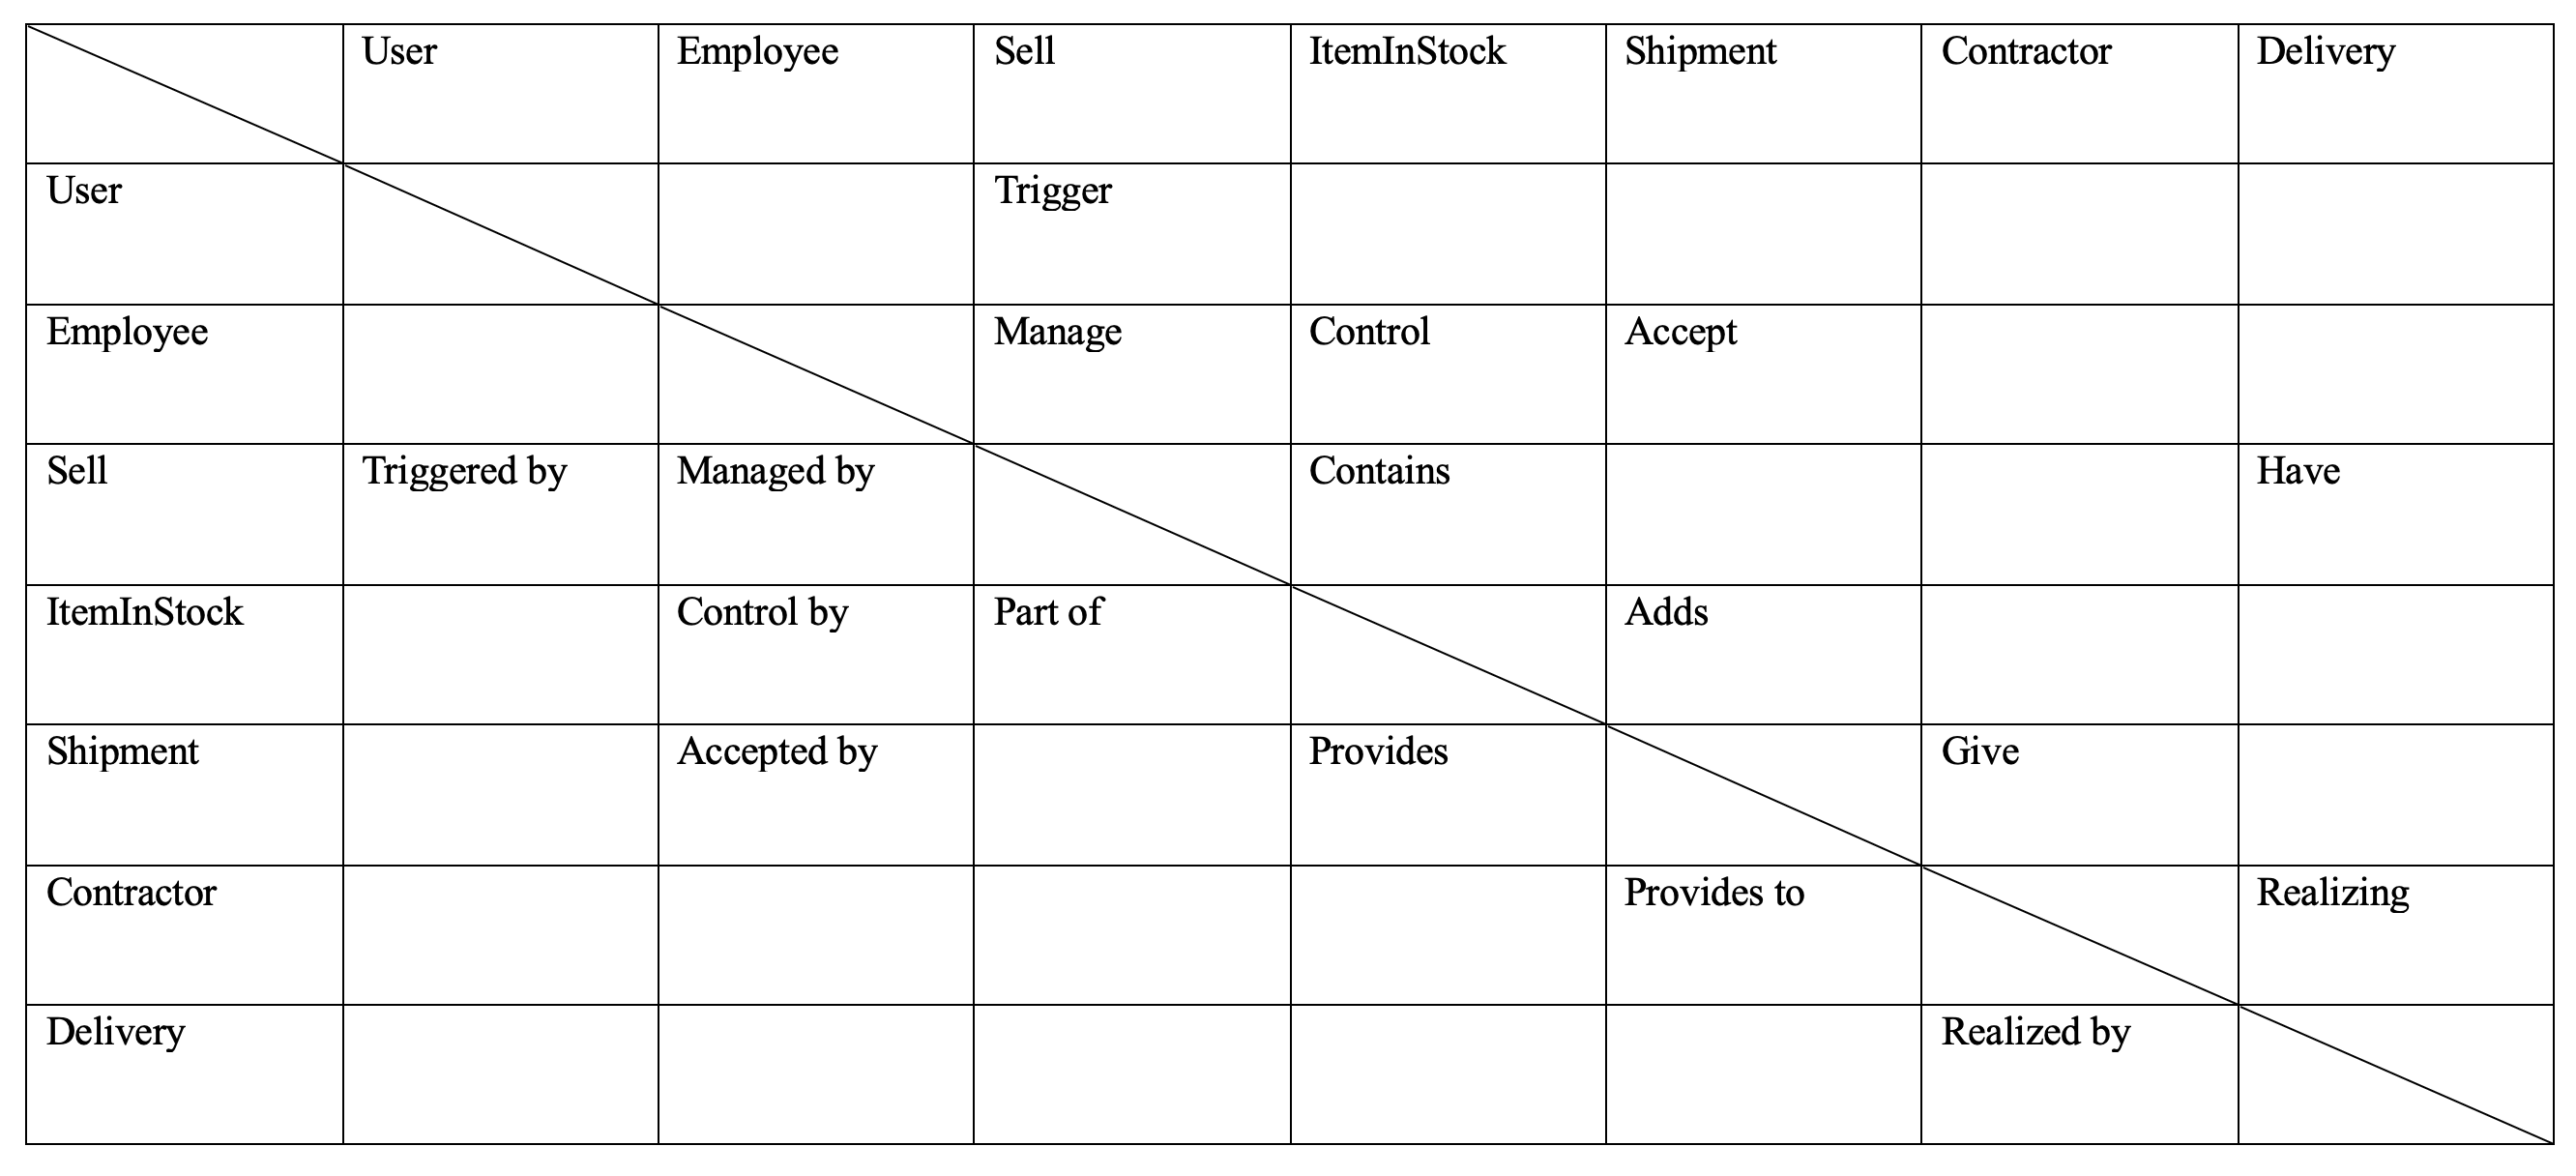 User Employee Sell ItemInStock Shipment Contractor Delivery
User Trigger
Employee Manage Control Accept
Sell Triggered by Managed by Contains Have
ItemInStock Control by Part of Adds
Shipment Accepted by Provides Give
Contractor Provides to Realizing
Delivery Realized by